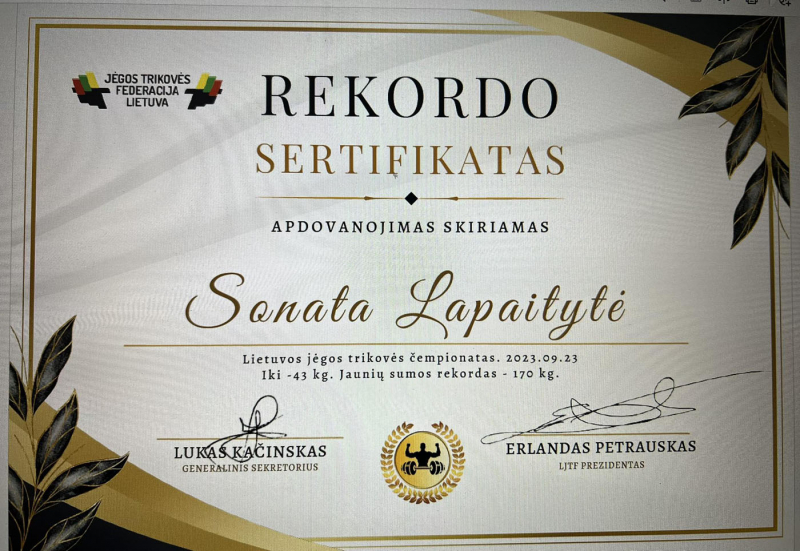 JĖGOS TRIKOVĖS
FEDERACIJA
LIETUVA
REKORDO
SERTIFIKATAS
APDOVANOJIMAS SKIRIAMAS
Sonata Lapaitytė
Lietuvos jėgos trikovės čempionatas. 2023.09.23
Iki -43 kg. Jaunių sumos rekordas - 170 kg.
LUKAS KAČINSKAS
GENERALINIS SEKRETORIUS
ERLANDAS PETRAUSKAS
LJTF PREZIDENTAS